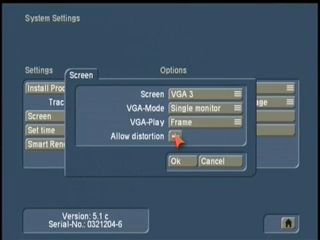 System Settings
Settings
Options
Install Prod
Trac
Screen
Set time
Smart Rend
age
Screen
Screen VGA 3
VGA-Mode Single monitor
VGA-Play Frame
Allow distortion
Ok Cancel
Version: 5.1 c
Serial-No.: 0321204-6